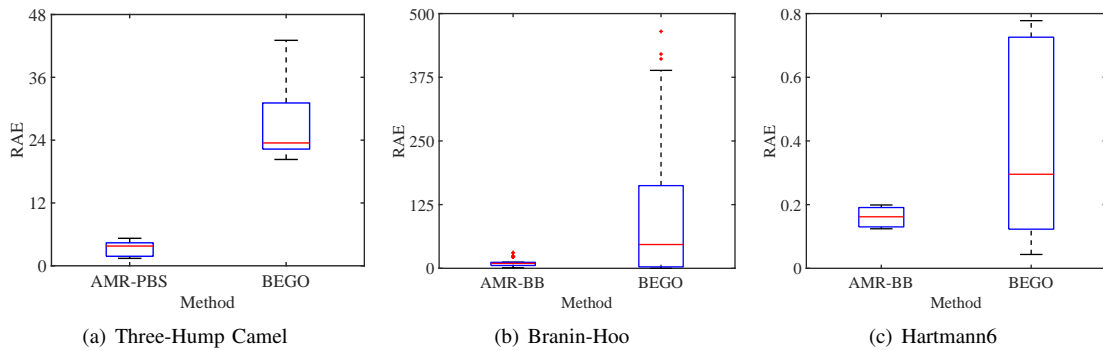 48
36
24
12
0
RAE
AMR-PBS BEGO
Method
(a) Three-Hump Camel
500
375
250
125
0
RAE
AMR-BB BEGO
Method
(b) Branin-Hoo
0.8
0.6
0.4
0.2
0
RAE
AMR-BB BEGO
Method
(c) Hartmann6